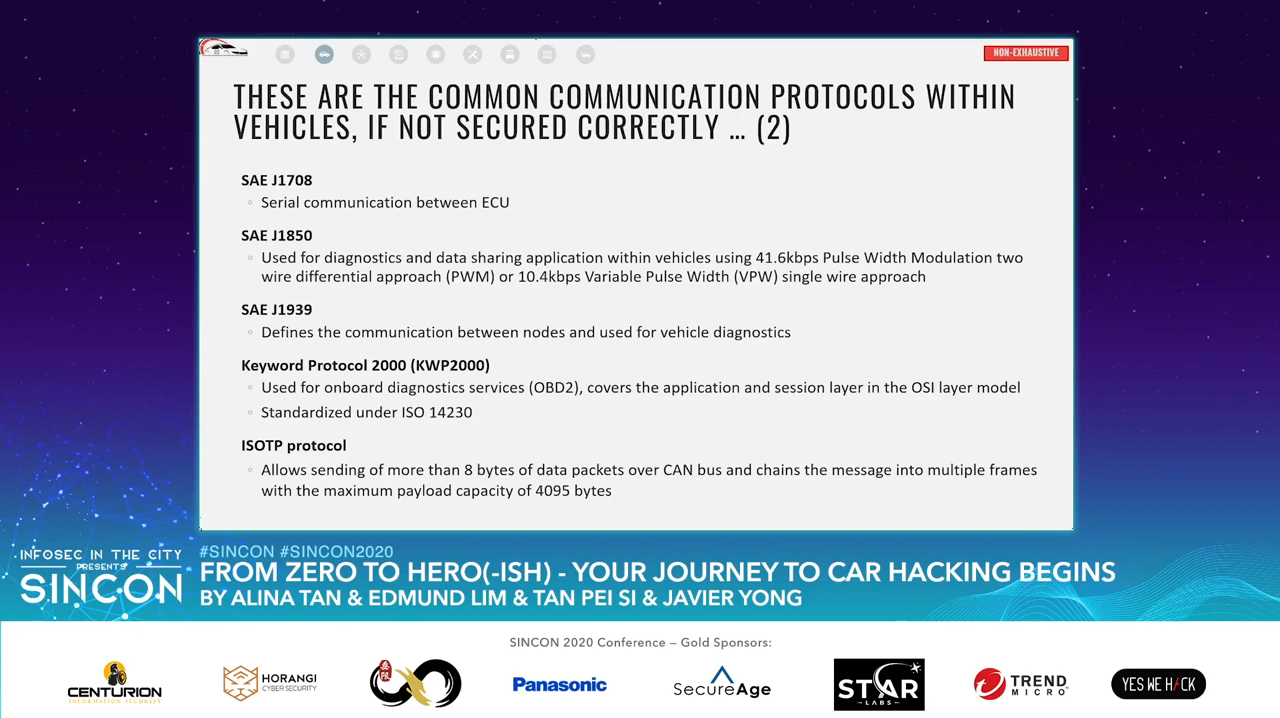 NON-EXHAUSTIVE
THESE ARE THE COMMON COMMUNICATION PROTOCOLS WITHIN
VEHICLES, IF NOT SECURED CORRECTLY … (2)
SAE J1708
◦ Serial communication between ECU
SAE J1850
◦ Used for diagnostics and data sharing application within vehicles using 41.6kbps Pulse Width Modulation two
wire differential approach (PWM) or 10.4kbps Variable Pulse Width (VPW) single wire approach
SAE J1939
◦ Defines the communication between nodes and used for vehicle diagnostics
Keyword Protocol 2000 (KWP2000)
◦ Used for onboard diagnostics services (OBD2), covers the application and session layer in the OSI layer model
◦ Standardized under ISO 14230
ISOTP protocol
◦ Allows sending of more than 8 bytes of data packets over CAN bus and chains the message into multiple frames
with the maximum payload capacity of 4095 bytes
INFOSEC IN THE CITY
PRESENTS
SINCON
#SINCON #SINCON2020
FROM ZERO TO HERO(-ISH) - YOUR JOURNEY TO CAR HACKING BEGINS
BY ALINA TAN & EDMUND LIM & TAN PEI SI & JAVIER YONG
SINCON 2020 Conference – Gold Sponsors:
CENTURION
INFORMATION SECURITY
HORANGI
CYBER SECURITY
Panasonic
SecureAge
STAR
LABS
TREND
MICRO
YES WE H/CK